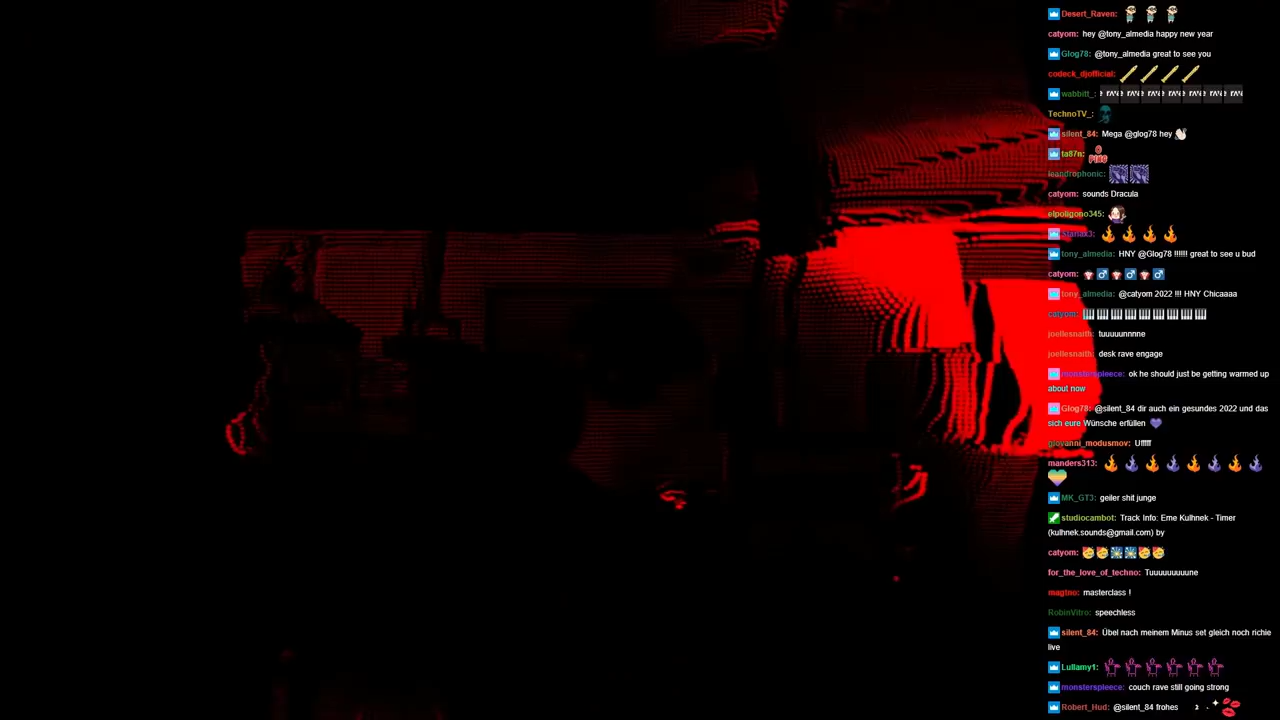 Desert_Raven:
catyom: hey @tony_almedia happy new year
Glog78: @tony_almedia great to see you
codeck_djofficial:
wabbitt_:
TechnoTV_:
silent_84: Mega @glog78 hey
ta87n:
leandrophonic:
catyom: sounds Dracula
elpoligono345:
tony_almedia: HNY @Glog78 !!!!!! great to see u bud
catyom:
tony_almedia: @catyom 2022 !!! HNY Chicaaaa
catyom:
joellesnaith: tuuuuunnnne
joellesnaith: desk rave engage
monsterspleece: ok he should just be getting warmed up
about now
Glog78: @silent_84 dir auch ein gesundes 2022 und das
sich eure Wünsche erfüllen
giovanni_modusmov: Ufffff
manders313:
MK_GT3: geiler shit junge
studiocambot: Track Info: Eme Kulhnek - Timer
(kulhnek.sounds@gmail.com) by
catyom:
for_the_love_of_techno: Tuuuuuuuuune
magtno: masterclass !
RobinVitro: speechless
silent_84: Übel nach meinem Minus set gleich noch richie
live
Lullamy1:
monsterspleece: couch rave still going strong
Robert_Hud: @silent_84 frohes